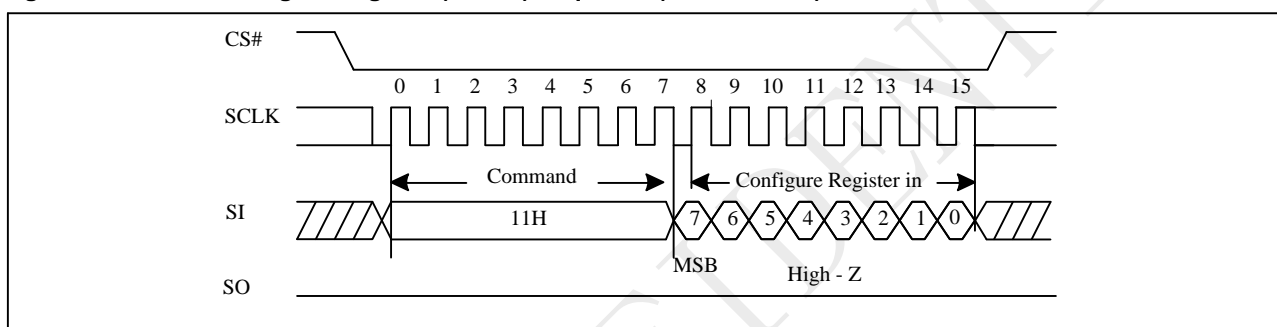 CS#
0 1 2 3 4 5 6 7 8 9 10 11 12 13 14 15
SCLK
Command Configure Register in
SI 11H 7 6 5 4 3 2 1 0
MSB High - Z
SO